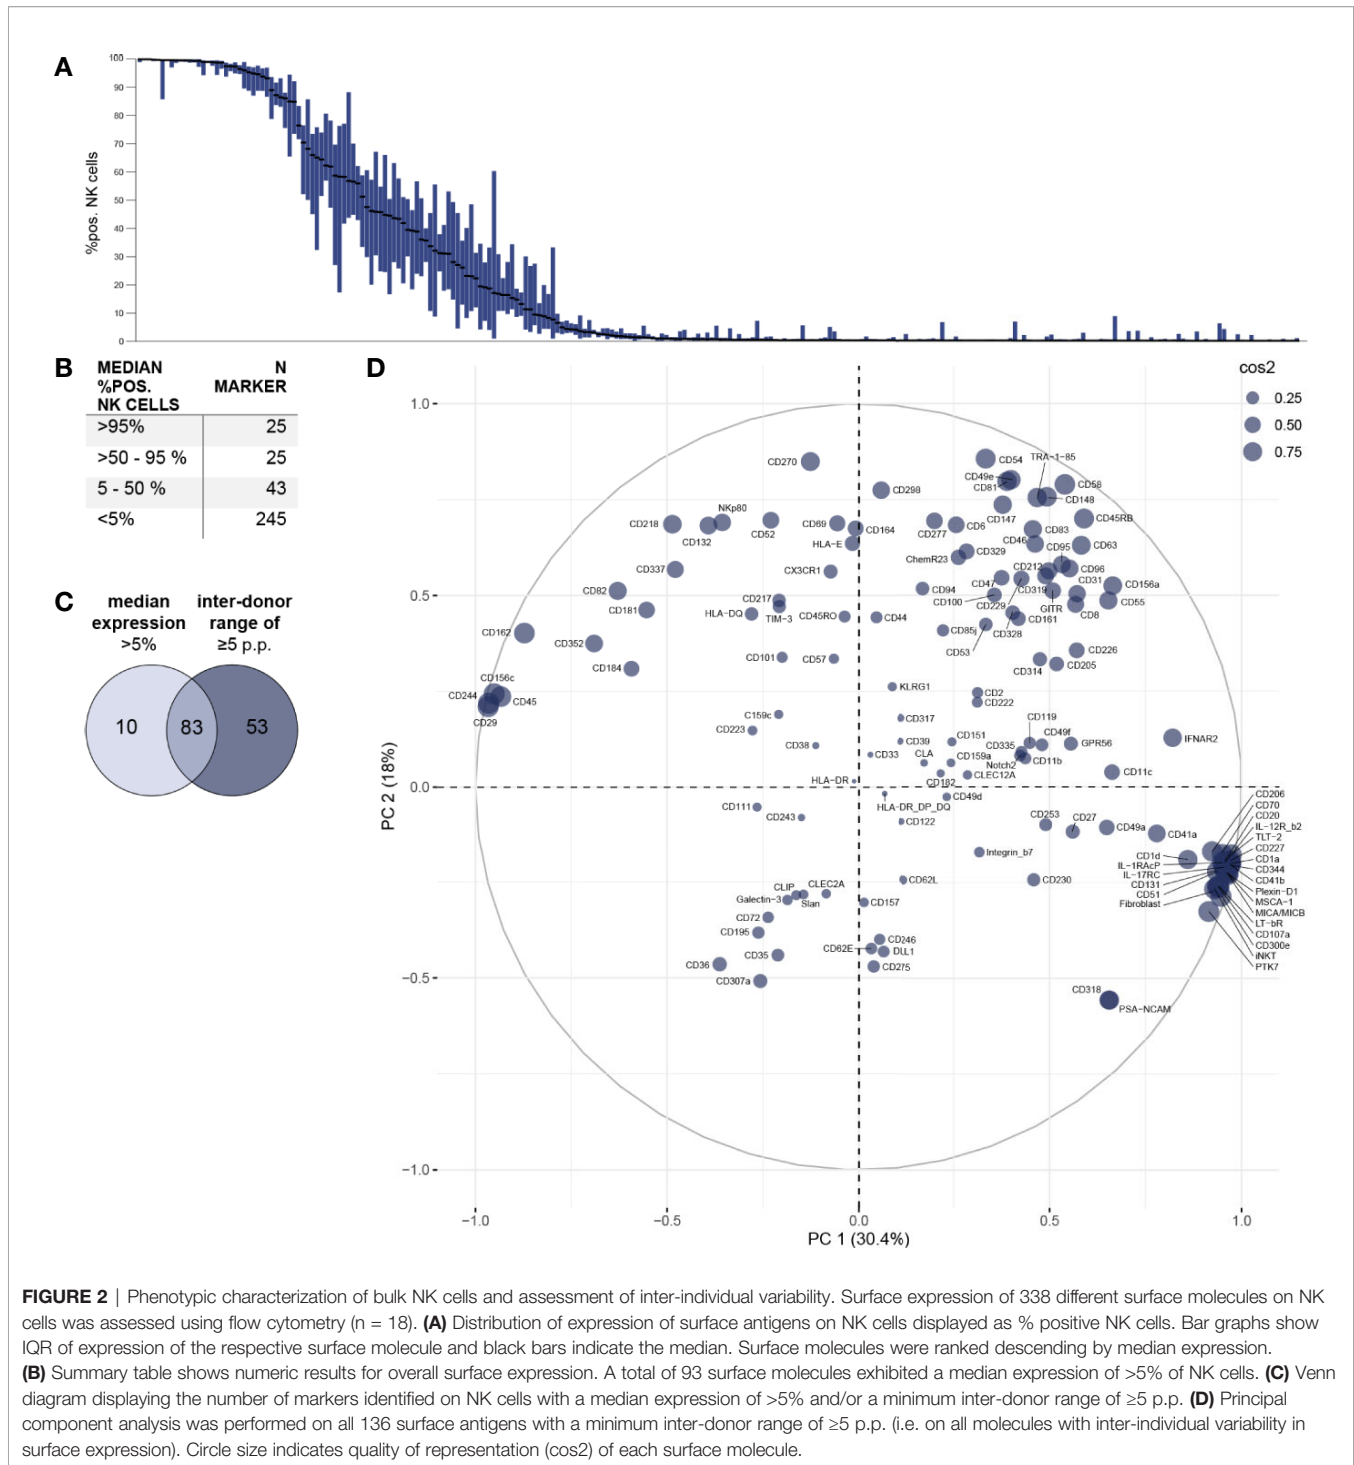 A
%pos. NK cells
100
90
80
70
60
50
40
30
20
10
0
B
MEDIAN %POS. NK CELLS
N MARKER
>95% 25
>50 - 95 % 25
5 - 50 % 43
<5% 245
C
median expression >5%
inter-donor range of ≥5 p.p.
10 83 53
D
cos2
0.25
0.50
0.75
PC 2 (18%)
1.0
0.5
0.0
−0.5
−1.0
CD270
CD298
CD54
TRA−1−85
CD49e
CD81
CD58
CD148
CD147
CD45RB
CD218
NKp80
CD132
CD52
CD69
CD164
CD277
CD6
CD83
CD46
CD95
CD63
HLA−E
ChemR23
CD329
CD337
CX3CR1
CD212
CD96
CD47
CD319
CD31
CD156a
CD82
CD217
CD94
CD100
CD229
GITR
CD55
CD181
HLA−DQ
TIM−3
CD45RO
CD44
CD328
CD161
CD8
CD162
CD352
CD85j
CD53
CD226
CD184
CD101
CD57
CD314
CD205
CD156c
CD244
CD45
CD29
KLRG1
CD2
CD222
C159c
CD317
CD119
CD223
CD38
CD39
CD151
CD335
CD49f
GPR56
IFNAR2
CD33
CLA
CD159a
Notch2
CD11b
HLA−DR
CD182
CLEC12A
CD11c
HLA−DR_DP_DQ
CD49d
CD111
CD243
CD122
CD253
CD27
CD49a
CD41a
Integrin_b7
CD62L
CD230
CD1d
IL−1RAcP
IL−17RC
CD131
CD51
Fibroblast
CD206
CD70
CD20
IL−12R_b2
TLT−2
CD227
CD1a
CD344
CD41b
Plexin−D1
MSCA−1
MICA/MICB
LT−bR
CD107a
CD300e
iNKT
PTK7
CLIP
CLEC2A
Galectin−3
Slan
CD157
CD72
CD195
CD246
CD62E
DLL1
CD36
CD35
CD275
CD307a
CD318
PSA−NCAM
−1.0 −0.5 0.0 0.5 1.0
PC 1 (30.4%)
FIGURE 2 | Phenotypic characterization of bulk NK cells and assessment of inter-individual variability. Surface expression of 338 different surface molecules on NK
cells was assessed using flow cytometry (n = 18). (A) Distribution of expression of surface antigens on NK cells displayed as % positive NK cells. Bar graphs show
IQR of expression of the respective surface molecule and black bars indicate the median. Surface molecules were ranked descending by median expression.
(B) Summary table shows numeric results for overall surface expression. A total of 93 surface molecules exhibited a median expression of >5% of NK cells. (C) Venn
diagram displaying the number of markers identified on NK cells with a median expression of >5% and/or a minimum inter-donor range of ≥5 p.p. (D) Principal
component analysis was performed on all 136 surface antigens with a minimum inter-donor range of ≥5 p.p. (i.e. on all molecules with inter-individual variability in
surface expression). Circle size indicates quality of representation (cos2) of each surface molecule.